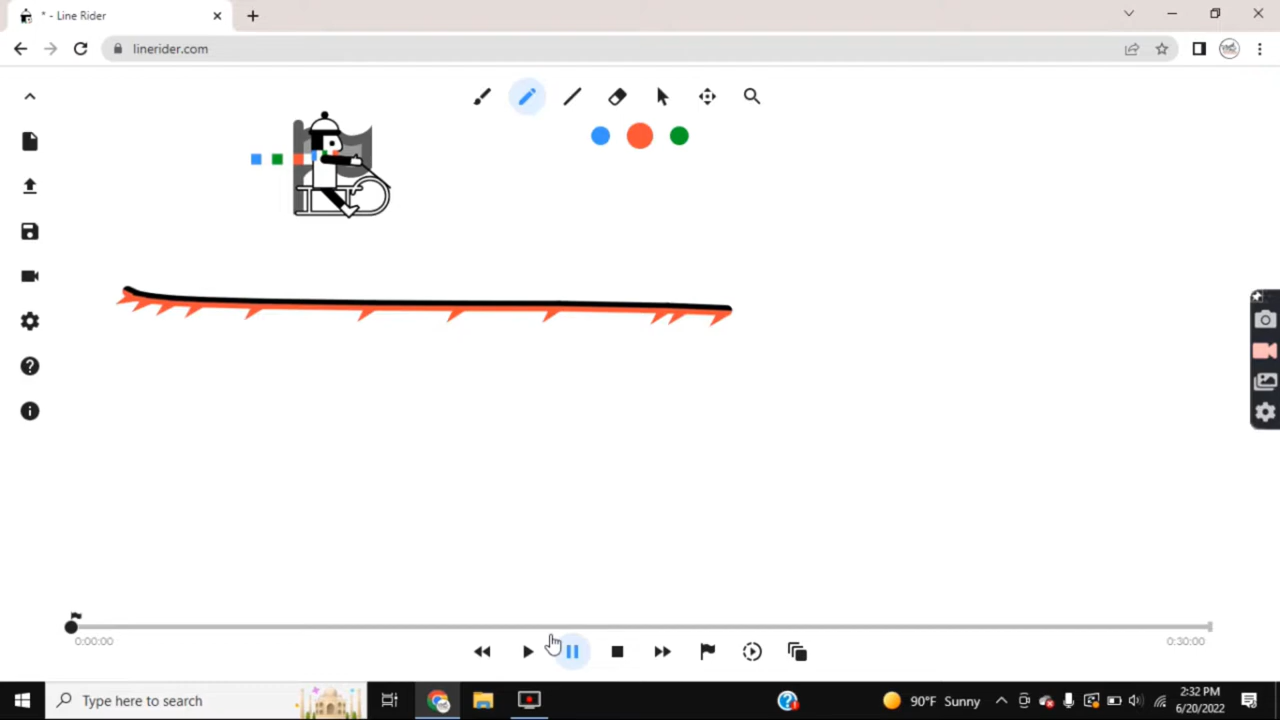 * - Line Rider
linerider.com
0:00:00
0:30:00
Type here to search
90°F Sunny
2:32 PM
6/20/2022